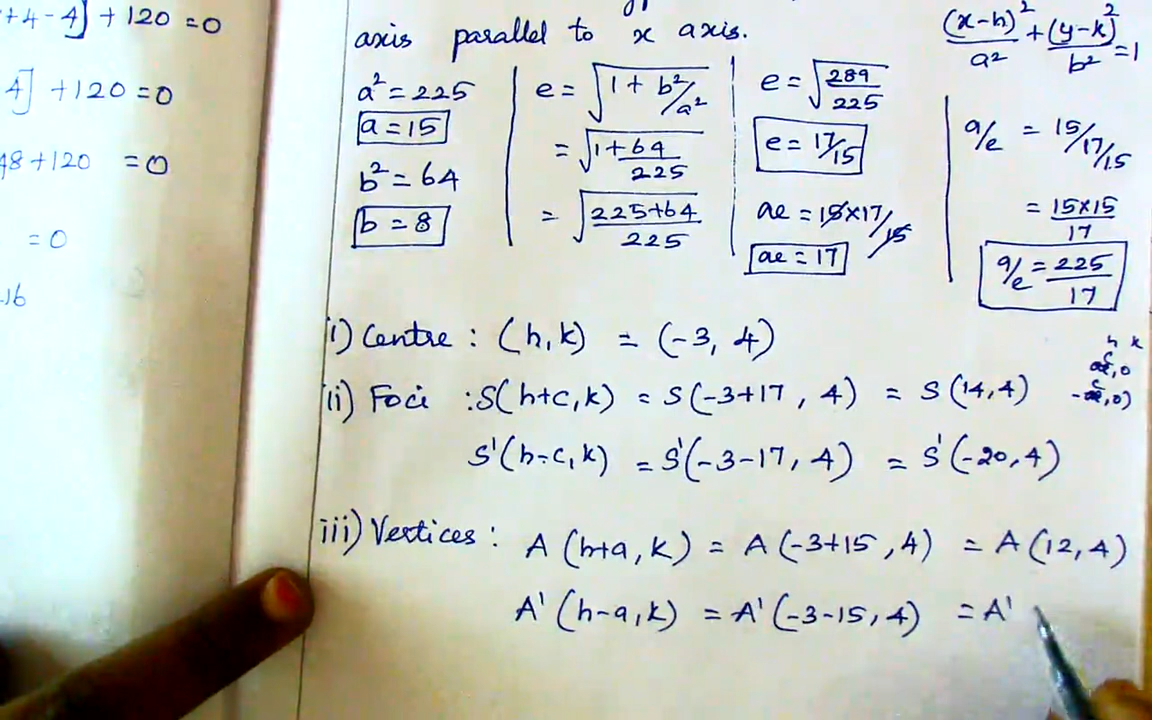 +4-4] + 120 = 0
4] + 120 = 0
48 + 120 = 0
= 0
16
axis parallel to x axis.
(x-h)²/a² + (y-k)²/b² = 1
a² = 225
a = 15
b² = 64
b = 8
e = √(1 + b²/a²)
= √(1+64/225)
= √(225+64/225)
e = √(289/225)
e = 17/15
ae = 15×17/15
ae = 17
a/e = 15/17/15
= 15×15/17
a/e = 225/17
i) Centre : (h, k) = (-3, 4)
h k
ii) Foci : S(h+c, k) = S(-3+17, 4) = S(14, 4)
S'(h-c, k) = S'(-3-17, 4) = S'(-20, 4)
iii) Vertices : A (h+a, k) = A (-3+15, 4) = A (12, 4)
A' (h-a, k) = A' (-3-15, 4) = A'